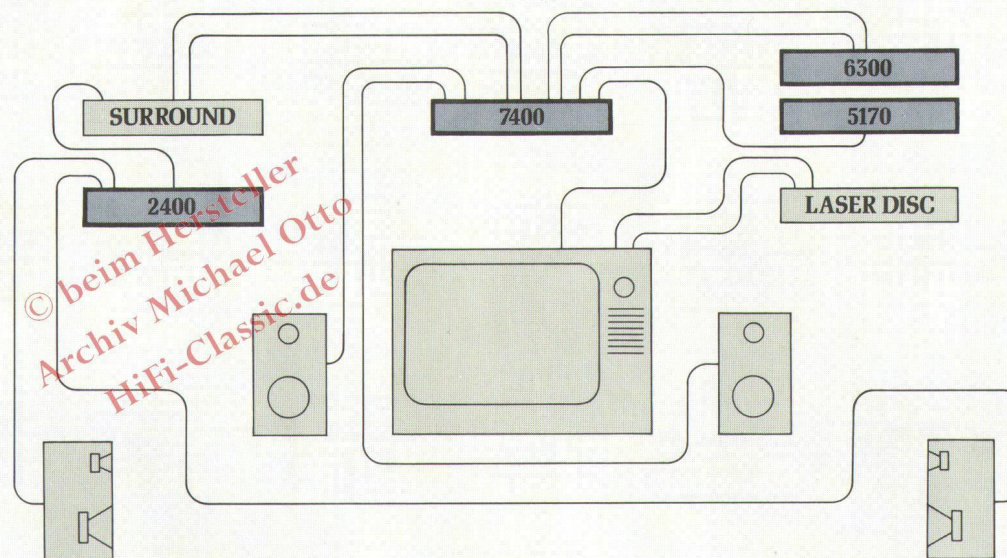 6300
SURROUND
7400
5170
2400
LASER DISC
© beim Hersteller
Archiv Michael Otto
HiFi-Classic.de